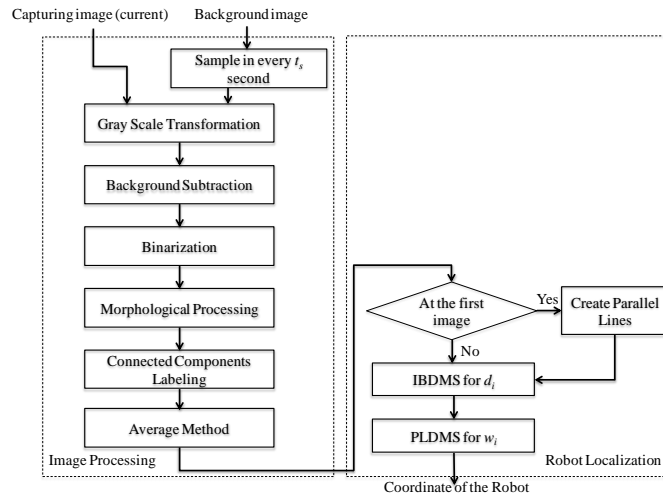 Capturing image (current)
Background image
Sample in every t_s
second
Gray Scale Transformation
Background Subtraction
Binarization
Morphological Processing
Connected Components
Labeling
Average Method
Image Processing
At the first
image
Yes
No
Create Parallel
Lines
IBDMS for d_i
PLDMS for w_i
Robot Localization
Coordinate of the Robot